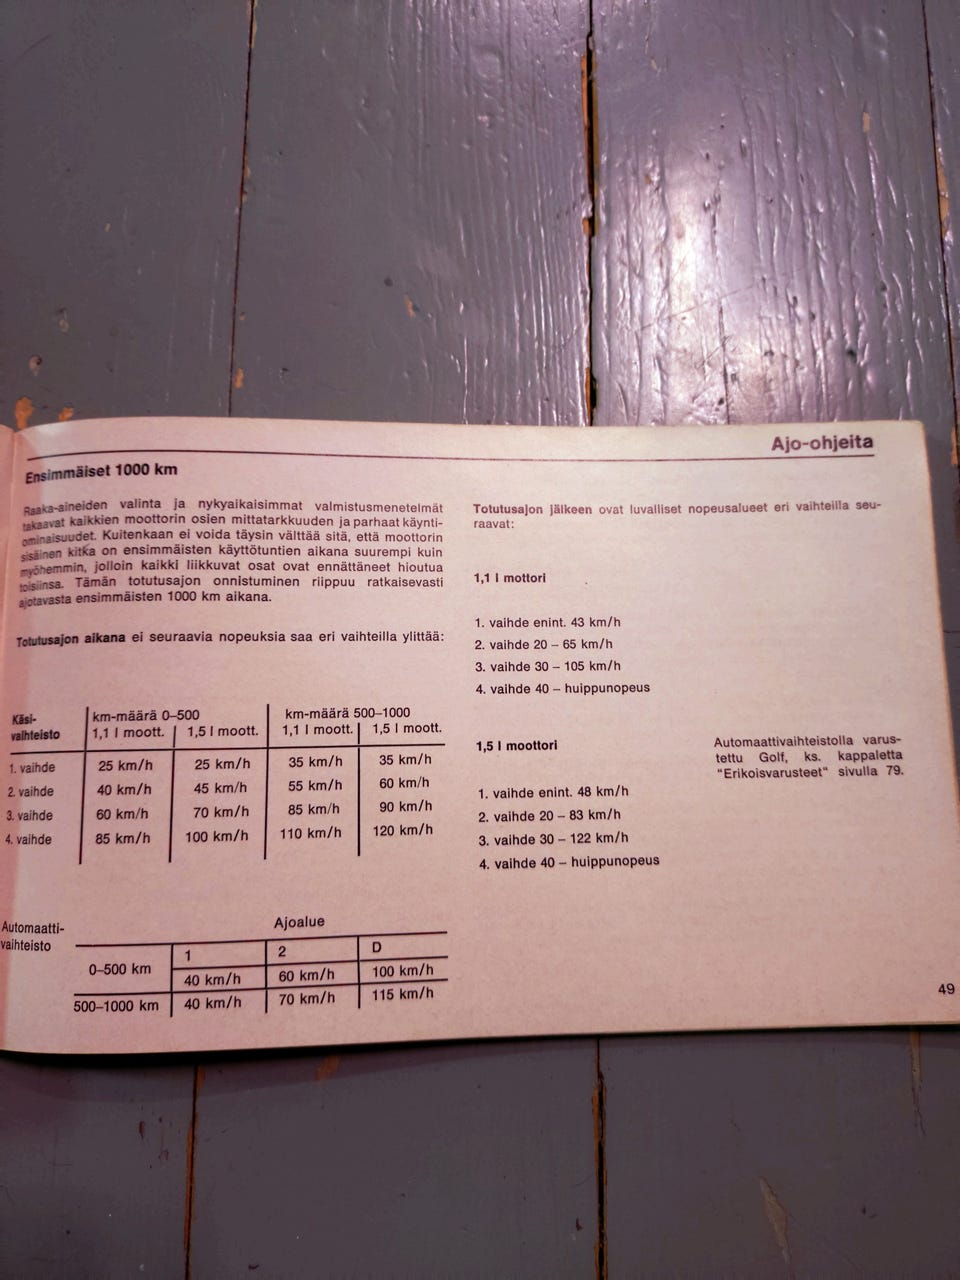 Ajo-ohjeita
Ensimmäiset 1000 km
Raaka-aineiden valinta ja nykyaikaisimmat valmistusmenetelmät
takaavat kaikkien moottorin osien mittatarkkuuden ja parhaat käynti-
ominaisuudet. Kuitenkaan ei voida täysin välttää sitä, että moottorin
sisäinen kitka on ensimmäisten käyttötuntien aikana suurempi kuin
myöhemmin, jolloin kaikki liikkuvat osat ovat ennättäneet hioutua
toisiinsa. Tämän totutusajon onnistuminen riippuu ratkaisevasti
ajotavasta ensimmäisten 1000 km aikana.
Totutusajon aikana ei seuraavia nopeuksia saa eri vaihteilla ylittää:
Käsi-
vaihteisto
km-määrä 0–500 km-määrä 500–1000
1,1 l moott. 1,5 l moott. 1,1 l moott. 1,5 l moott.
1. vaihde 25 km/h 25 km/h 35 km/h 35 km/h
2. vaihde 40 km/h 45 km/h 55 km/h 60 km/h
3. vaihde 60 km/h 70 km/h 85 km/h 90 km/h
4. vaihde 85 km/h 100 km/h 110 km/h 120 km/h
Automaatti-
vaihteisto
Ajoalue
1 2 D
0–500 km 40 km/h 60 km/h 100 km/h
500–1000 km 40 km/h 70 km/h 115 km/h
Totutusajon jälkeen ovat luvalliset nopeusalueet eri vaihteilla seu-
raavat:
1,1 l mottori
1. vaihde enint. 43 km/h
2. vaihde 20 – 65 km/h
3. vaihde 30 – 105 km/h
4. vaihde 40 – huippunopeus
1,5 l moottori
1. vaihde enint. 48 km/h
2. vaihde 20 – 83 km/h
3. vaihde 30 – 122 km/h
4. vaihde 40 – huippunopeus
Automaattivaihteistolla varus-
tettu Golf, ks. kappaletta
"Erikoisvarusteet" sivulla 79.
49